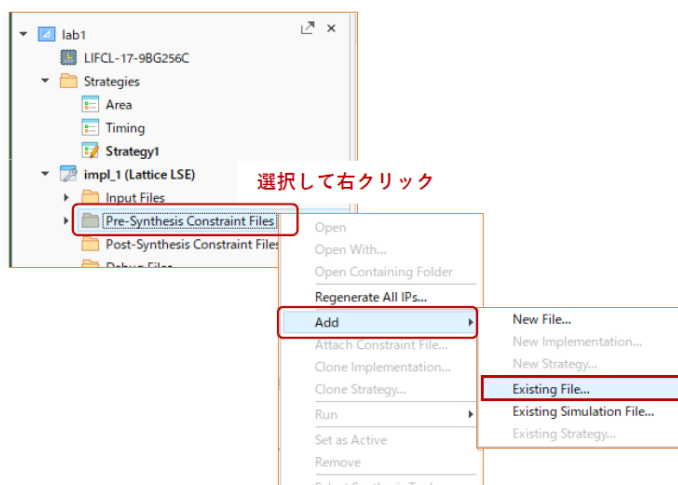 lab1
LIFCL-17-9BG256C
Strategies
Area
Timing
Strategy1
impl_1 (Lattice LSE)
選択して右クリック
Input Files
Pre-Synthesis Constraint Files
Post-Synthesis Constraint Files
Debug Files
Open
Open With...
Open Containing Folder
Regenerate All IPs...
Add
Attach Constraint File...
Clone Implementation...
Clone Strategy...
Run
Set as Active
Remove
New File...
New Implementation...
New Strategy...
Existing File...
Existing Simulation File...
Existing Strategy...